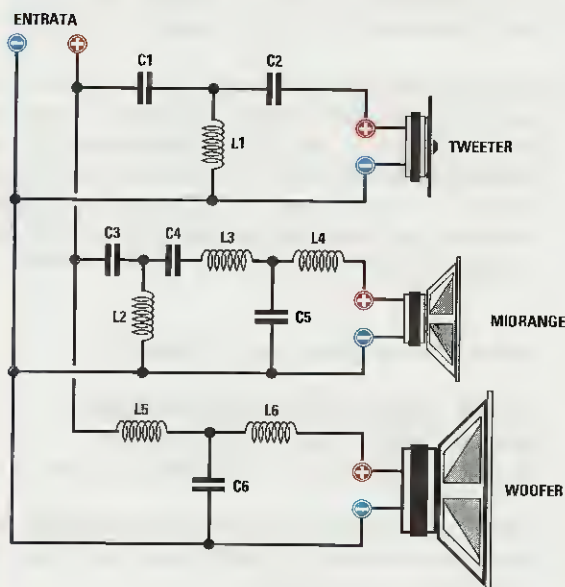 ENTRATA
C1
C2
L1
TWEETER
C3
C4
L3
L4
L2
C5
MIDRANGE
L5
L6
C6
WOOFER